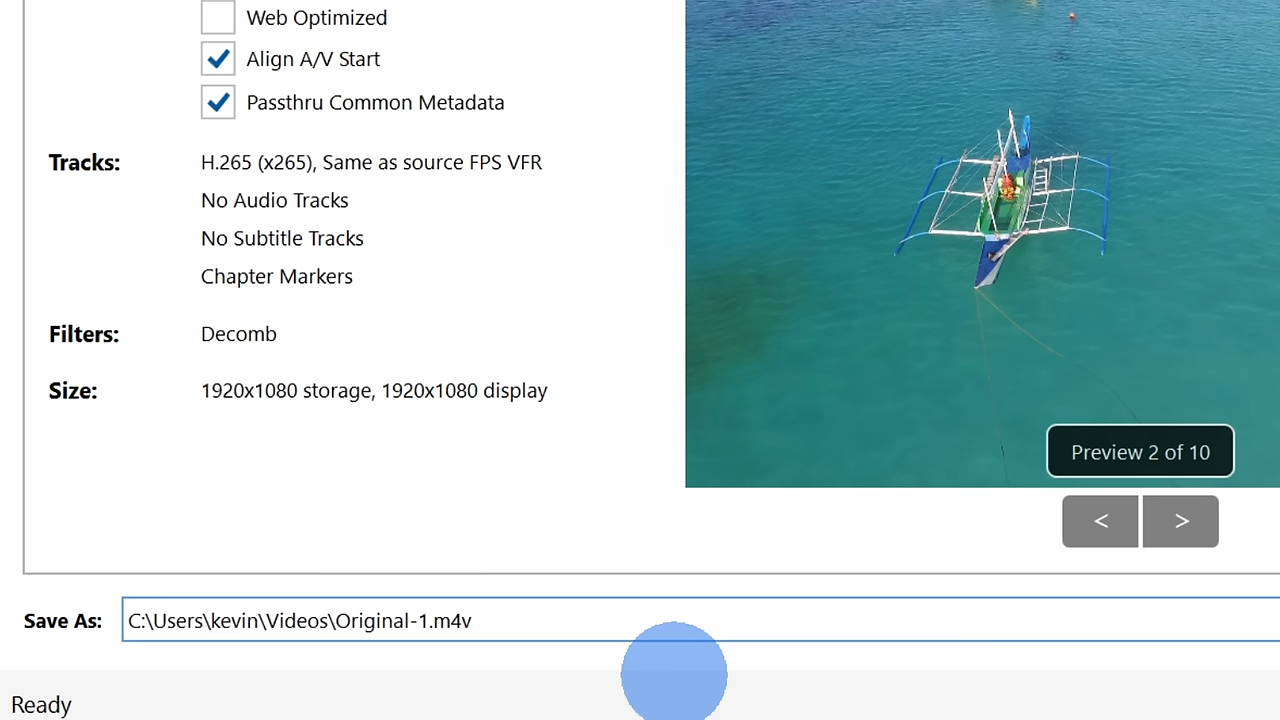 Web Optimized
Align A/V Start
Passthru Common Metadata
Tracks: H.265 (x265), Same as source FPS VFR
No Audio Tracks
No Subtitle Tracks
Chapter Markers
Filters: Decomb
Size: 1920x1080 storage, 1920x1080 display
Preview 2 of 10
< >
Save As: C:\Users\kevin\Videos\Original-1.m4v
Ready